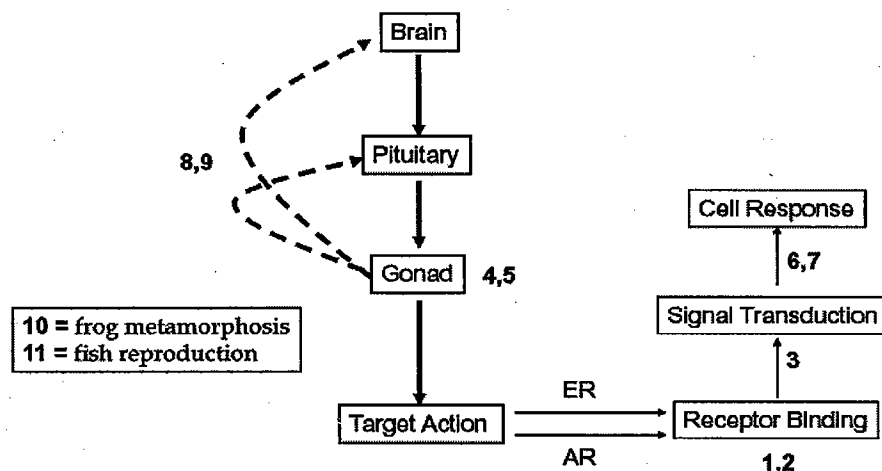 Brain
8,9
Pituitary
Cell Response
6,7
Gonad
4,5
10 = frog metamorphosis
11 = fish reproduction
Signal Transduction
3
ER
Target Action
Receptor Binding
AR
1,2